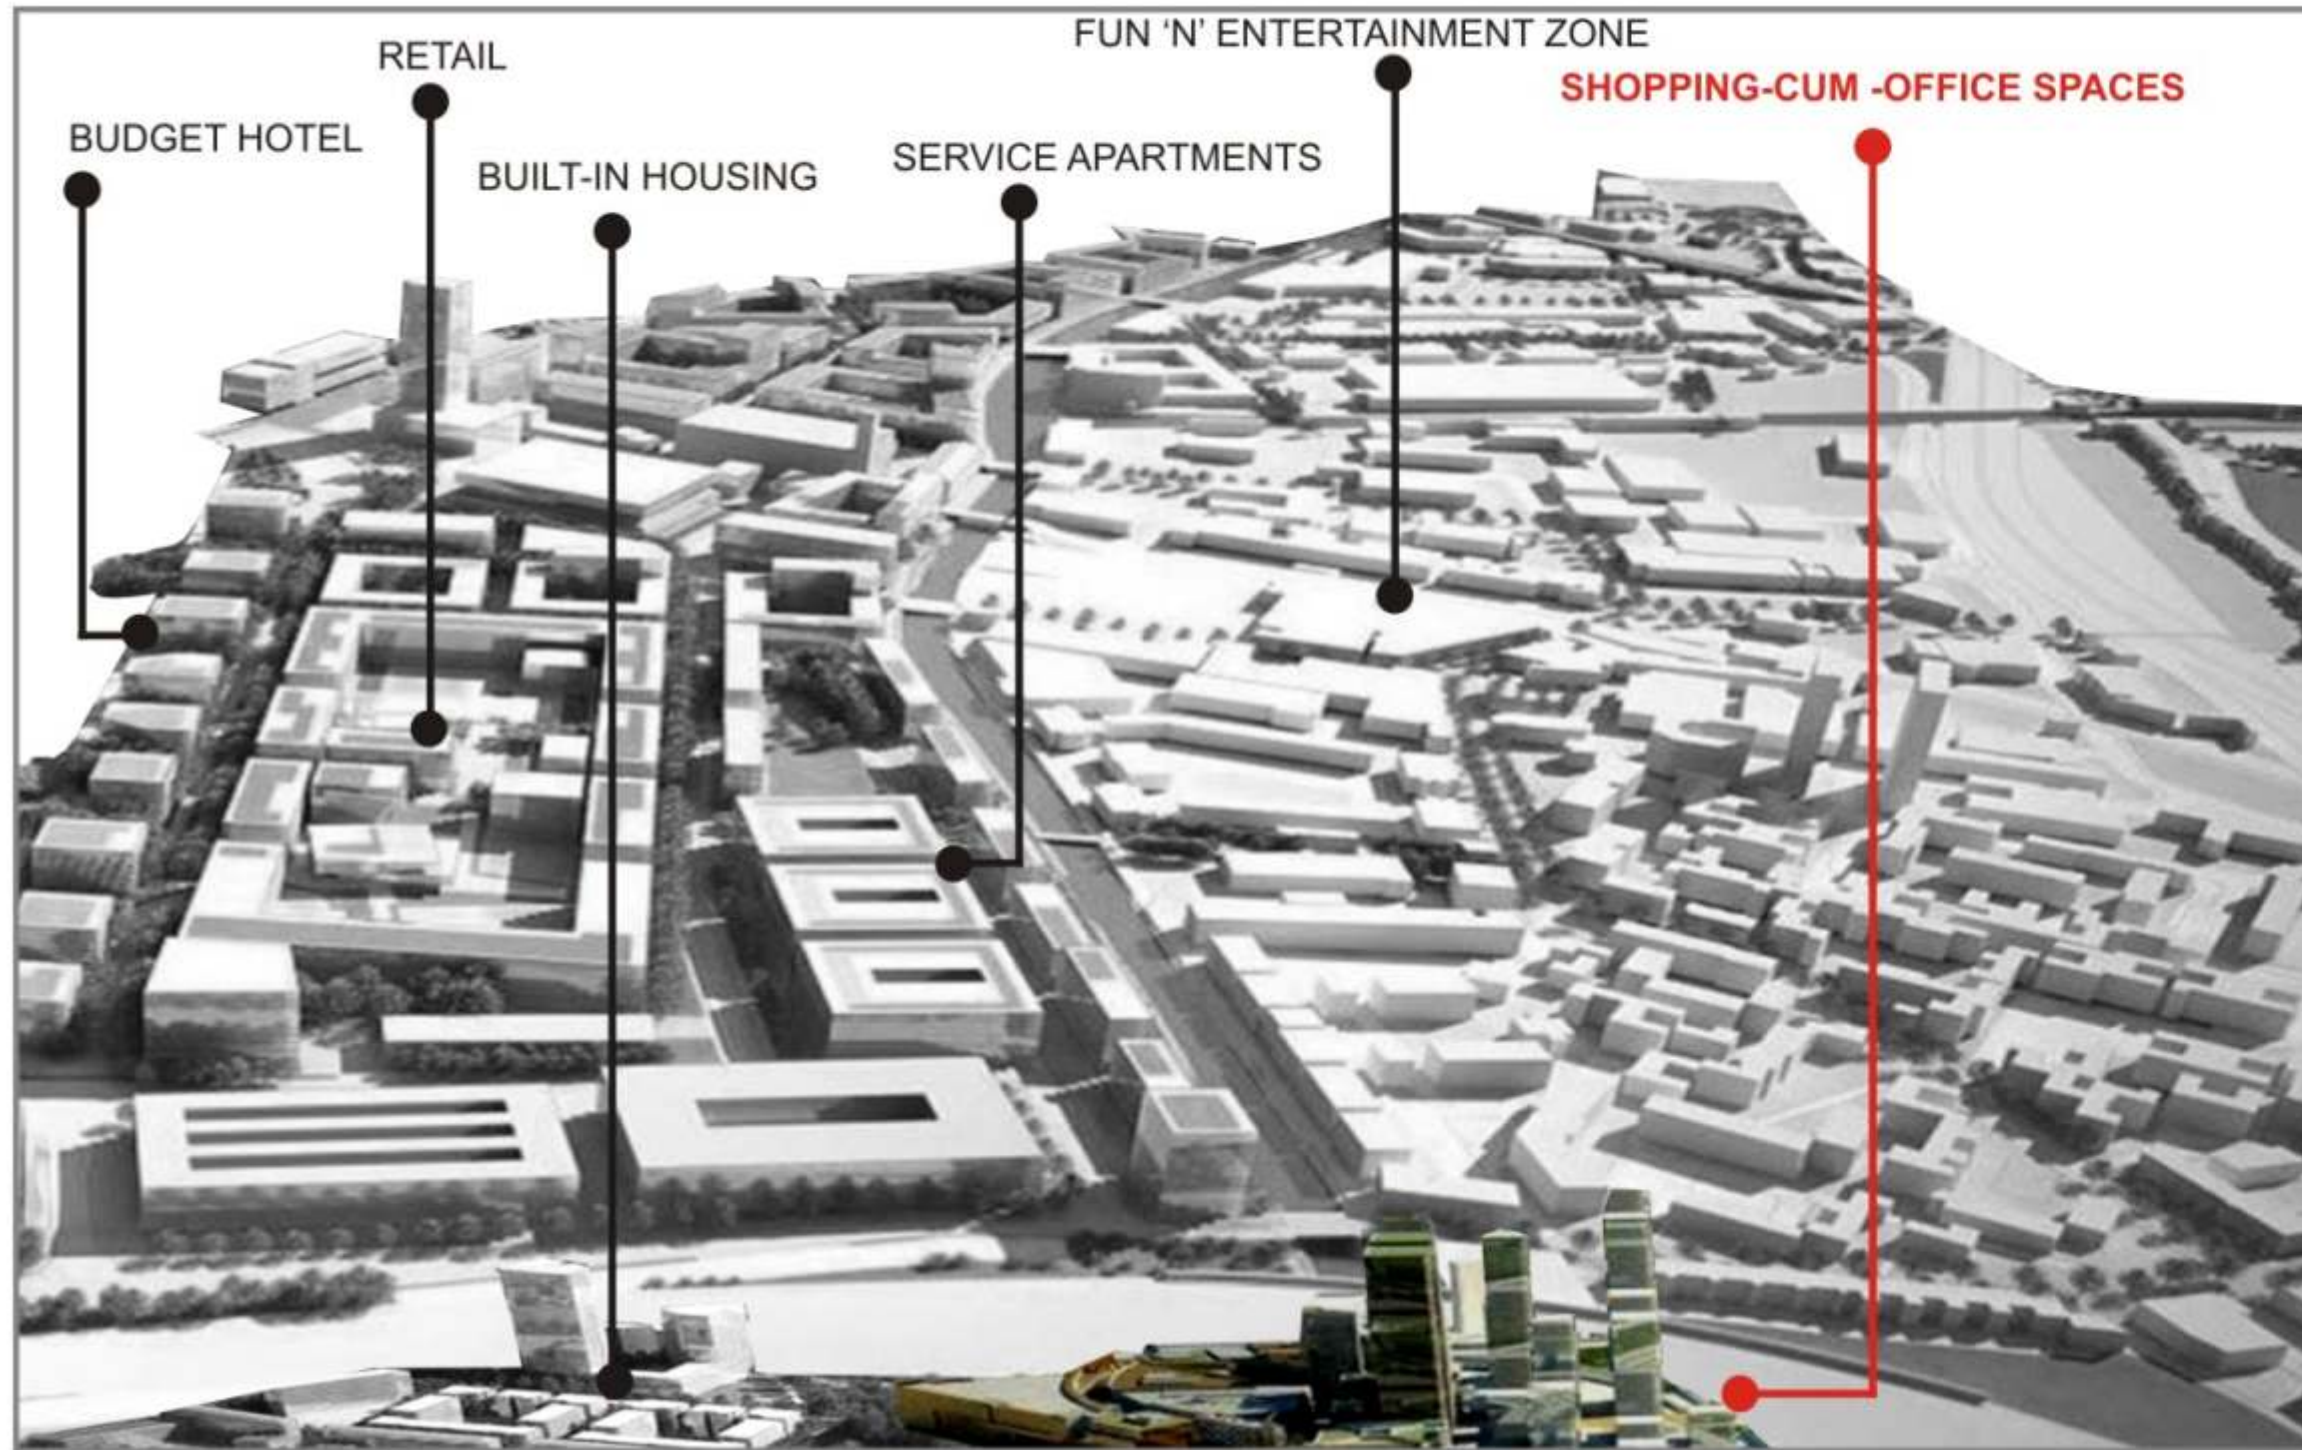 FUN ‘N’ ENTERTAINMENT ZONE
RETAIL
SHOPPING-CUM -OFFICE SPACES
BUDGET HOTEL
SERVICE APARTMENTS
BUILT-IN HOUSING